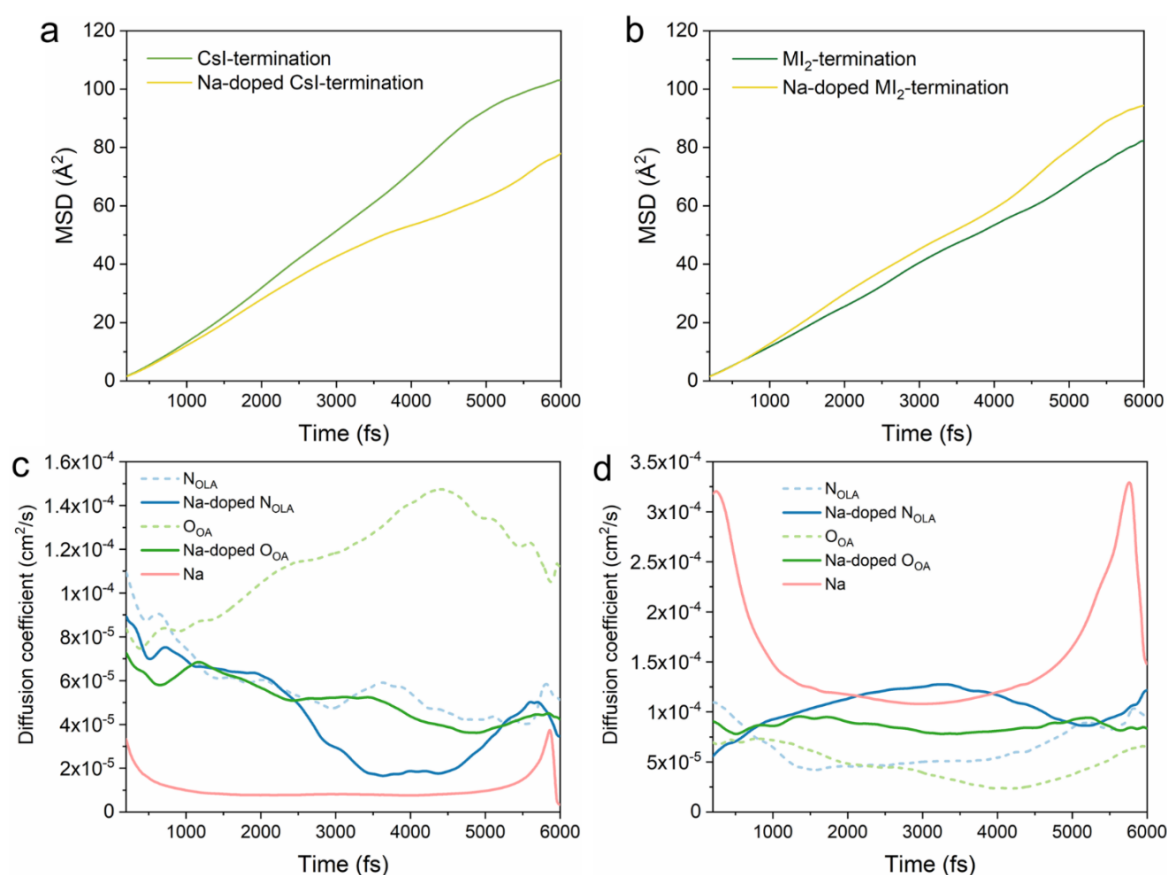 a
120
100
80
60
40
20
0
MSD (Å²)
CsI-termination
Na-doped CsI-termination
1000 2000 3000 4000 5000 6000
Time (fs)
b
120
100
80
60
40
20
0
MSD (Å²)
MI₂-termination
Na-doped MI₂-termination
1000 2000 3000 4000 5000 6000
Time (fs)
c
1.6x10⁻⁴
1.4x10⁻⁴
1.2x10⁻⁴
1x10⁻⁴
8x10⁻⁵
6x10⁻⁵
4x10⁻⁵
2x10⁻⁵
0
Diffusion coefficient (cm²/s)
N_OLA
Na-doped N_OLA
O_OA
Na-doped O_OA
Na
1000 2000 3000 4000 5000 6000
Time (fs)
d
3.5x10⁻⁴
3x10⁻⁴
2.5x10⁻⁴
2x10⁻⁴
1.5x10⁻⁴
1x10⁻⁴
5x10⁻⁵
0
Diffusion coefficient (cm²/s)
N_OLA
Na-doped N_OLA
O_OA
Na-doped O_OA
Na
1000 2000 3000 4000 5000 6000
Time (fs)